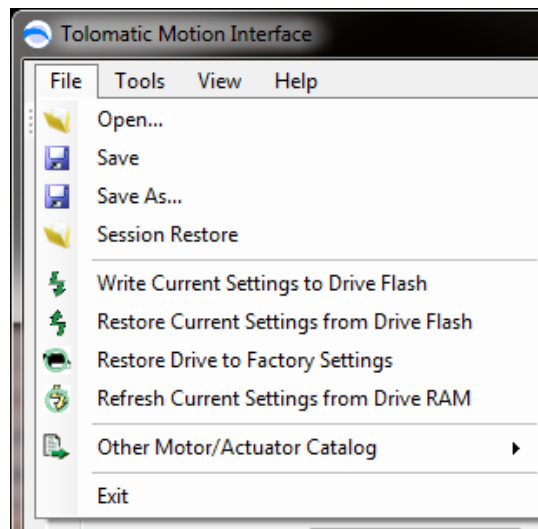 Tolomatic Motion Interface
File Tools View Help
Open...
Save
Save As...
Session Restore
Write Current Settings to Drive Flash
Restore Current Settings from Drive Flash
Restore Drive to Factory Settings
Refresh Current Settings from Drive RAM
Other Motor/Actuator Catalog
Exit